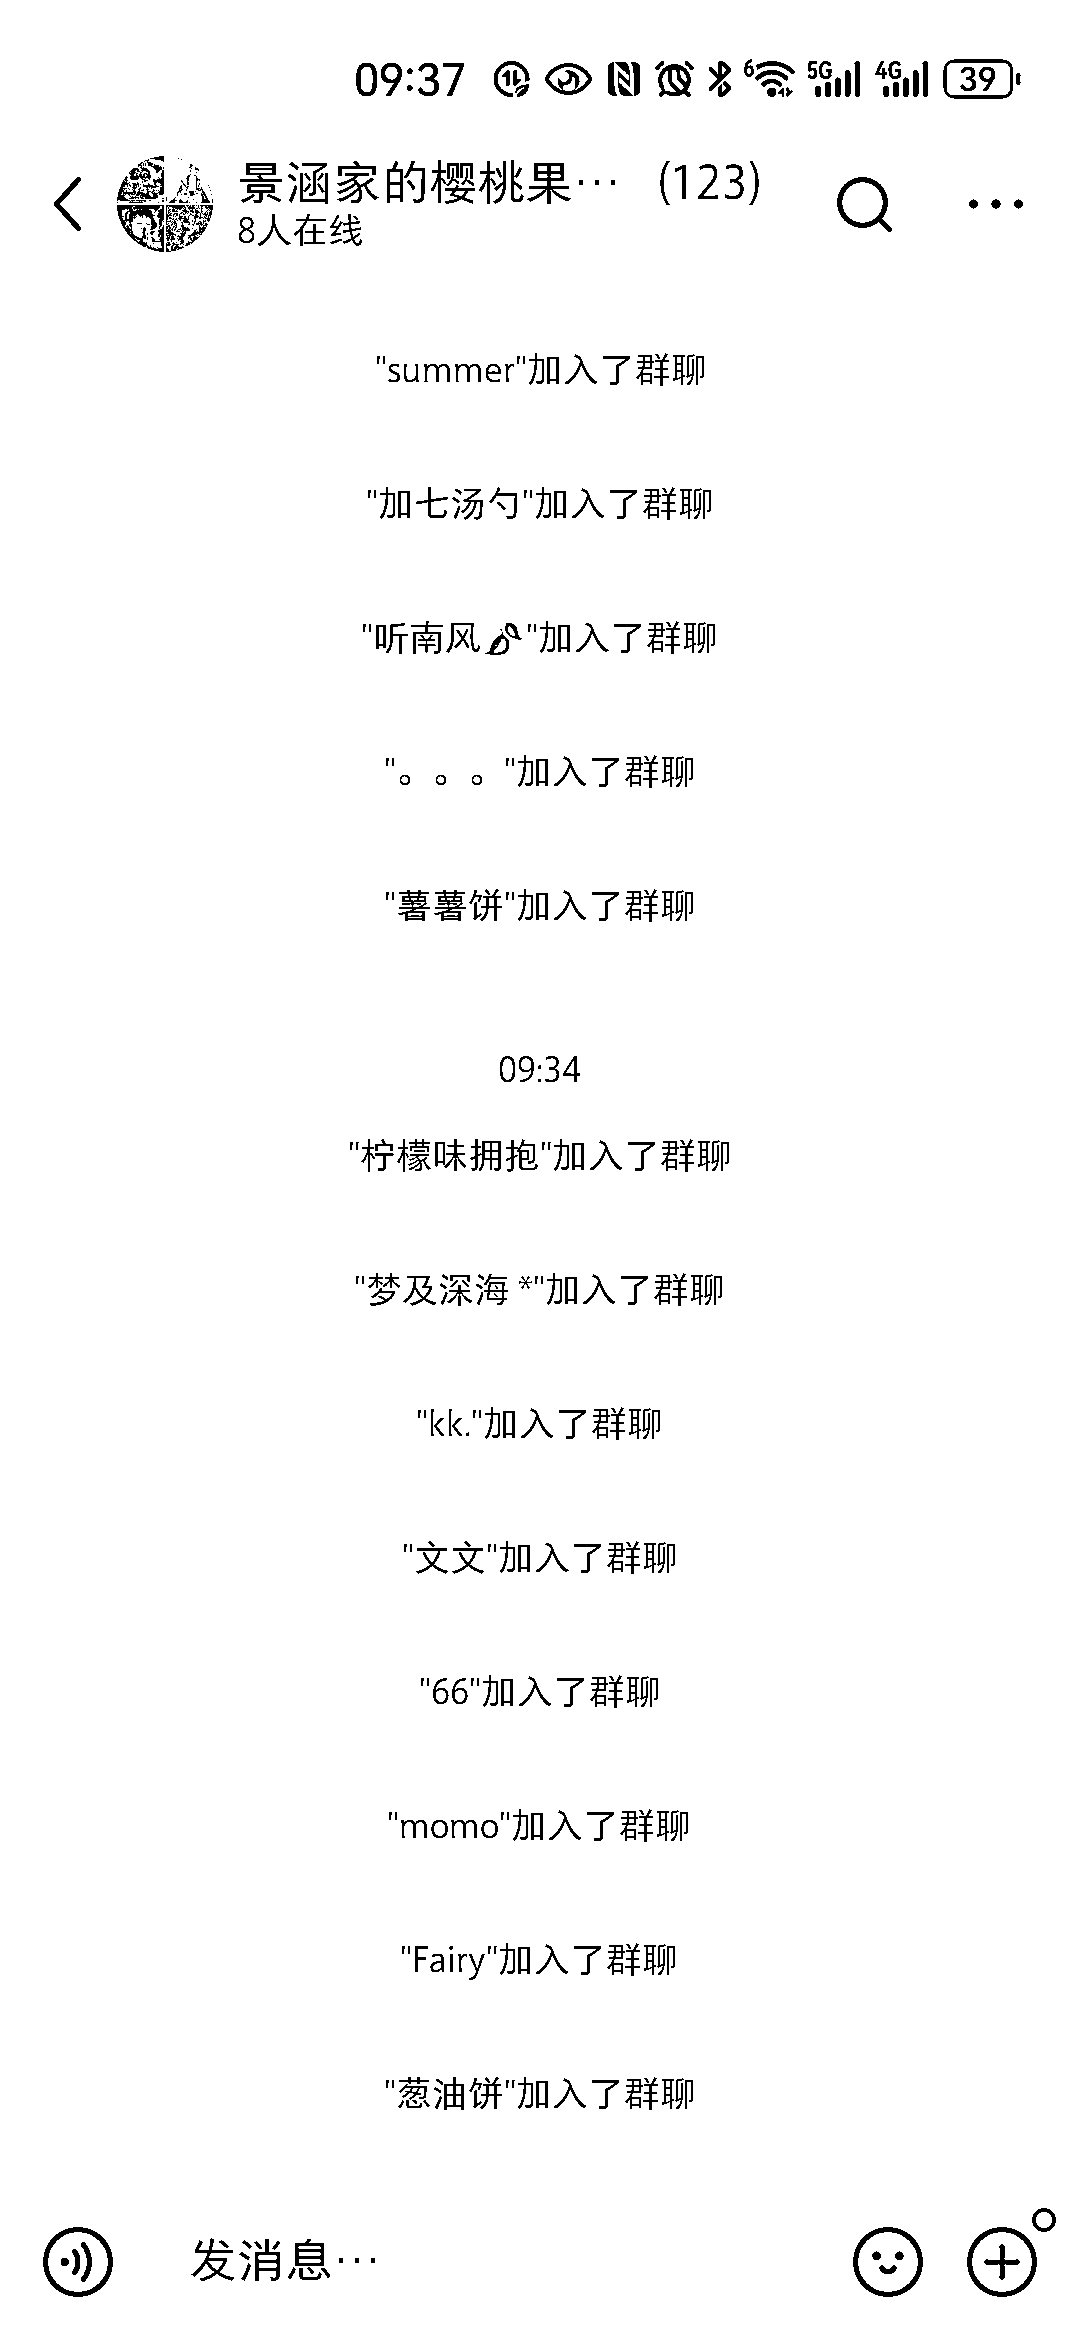 09:37 6 5G 4G 39
景涵家的樱桃果… (123)
8人在线
"summer"加入了群聊
"加七汤勺"加入了群聊
"听南风"加入了群聊
"。。。"加入了群聊
"薯薯饼"加入了群聊
09:34
"柠檬味拥抱"加入了群聊
"梦及深海 *"加入了群聊
"kk."加入了群聊
"文文"加入了群聊
"66"加入了群聊
"momo"加入了群聊
"Fairy"加入了群聊
"葱油饼"加入了群聊
发消息…